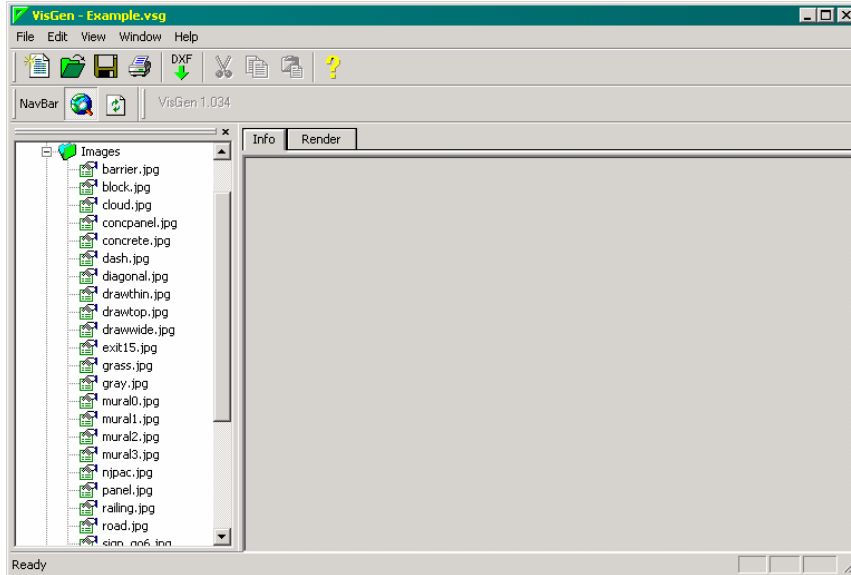 VisGen - Example.vsg
File Edit View Window Help
DXF
NavBar VisGen 1.034
Info Render
Images
barrier.jpg
block.jpg
cloud.jpg
concpanel.jpg
concrete.jpg
dash.jpg
diagonal.jpg
drawthin.jpg
drawtop.jpg
drawwide.jpg
exit15.jpg
grass.jpg
gray.jpg
mural0.jpg
mural1.jpg
mural2.jpg
mural3.jpg
njpac.jpg
panel.jpg
railing.jpg
road.jpg
sign_go6.jpg
Ready